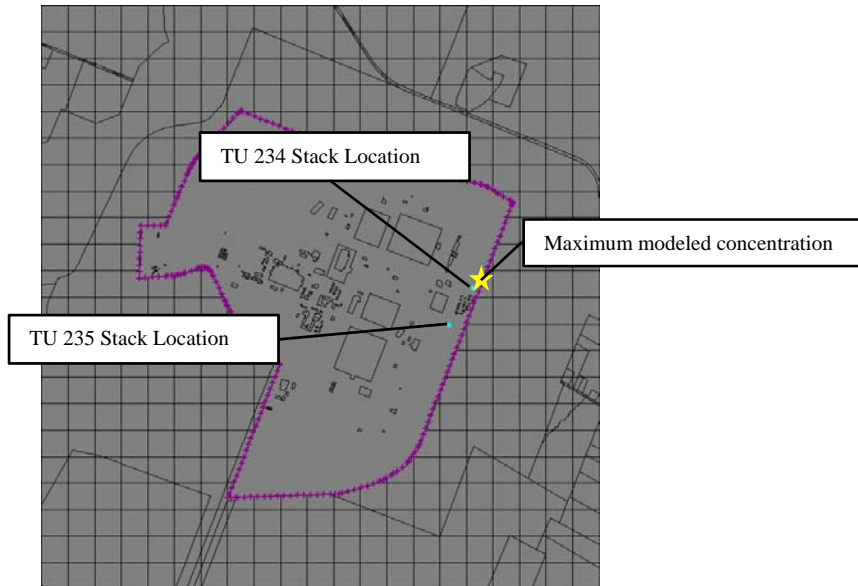 TU 234 Stack Location
Maximum modeled concentration
TU 235 Stack Location